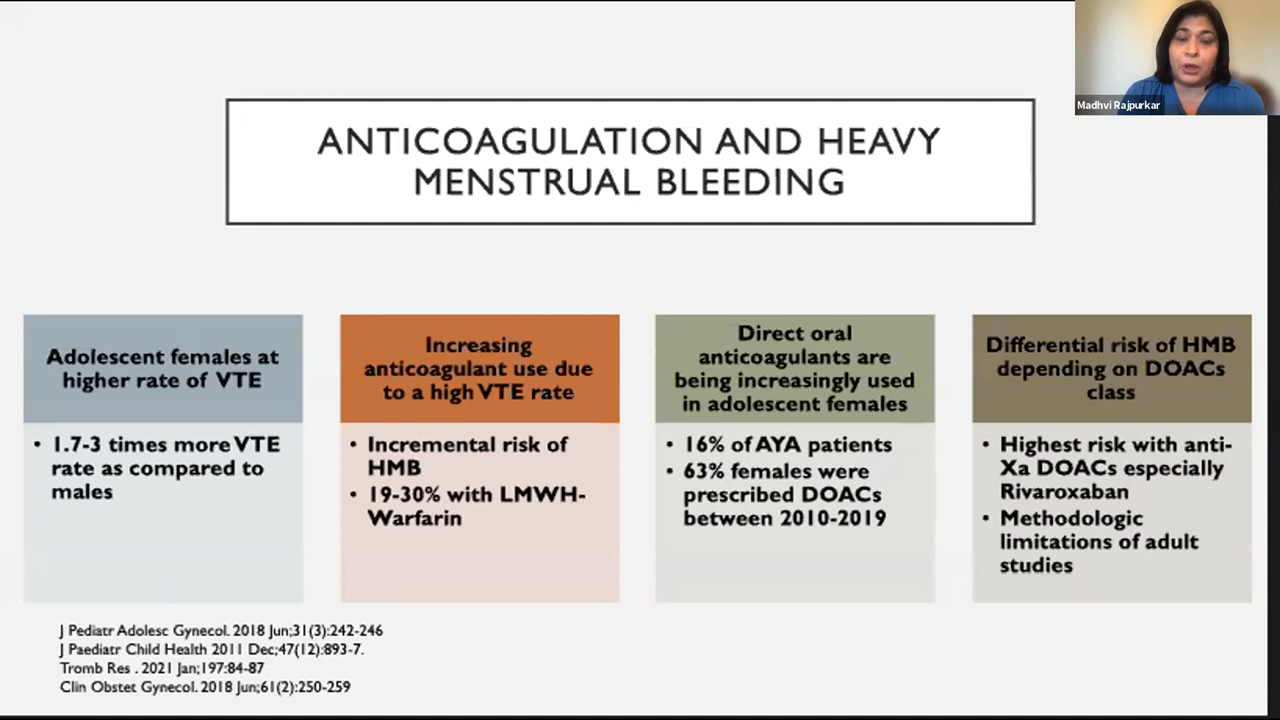 Madhvi Rajpurkar
ANTICOAGULATION AND HEAVY
MENSTRUAL BLEEDING
Adolescent females at
higher rate of VTE
• 1.7-3 times more VTE
rate as compared to
males
Increasing
anticoagulant use due
to a high VTE rate
• Incremental risk of
HMB
• 19-30% with LMWH-
Warfarin
Direct oral
anticoagulants are
being increasingly used
in adolescent females
• 16% of AYA patients
• 63% females were
prescribed DOACs
between 2010-2019
Differential risk of HMB
depending on DOACs
class
• Highest risk with anti-
Xa DOACs especially
Rivaroxaban
• Methodologic
limitations of adult
studies
J Pediatr Adolesc Gynecol. 2018 Jun;31(3):242-246
J Paediatr Child Health 2011 Dec;47(12):893-7.
Tromb Res . 2021 Jan;197:84-87
Clin Obstet Gynecol. 2018 Jun;61(2):250-259